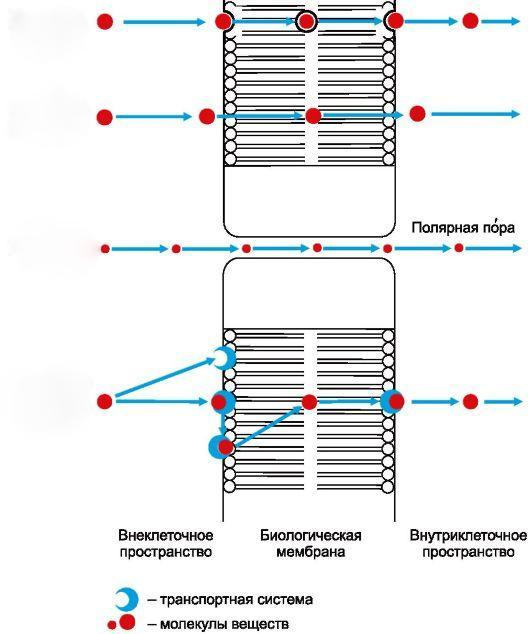 Полярная по́ра
Внеклеточное
пространство
Биологическая
мембрана
Внутриклеточное
пространство
– транспортная система
– молекулы веществ